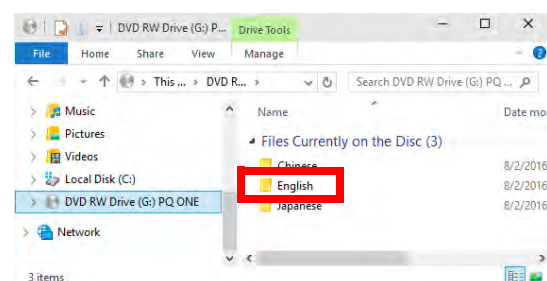 DVD RW Drive (G:) P... Drive Tools
File Home Share View Manage
This ... DVD R... Search DVD RW Drive (G:) PQ ...
Music
Pictures
Videos
Local Disk (C:)
DVD RW Drive (G:) PQ ONE
Network
Name Date mo
Files Currently on the Disc (3)
Chinese 8/2/2016
English 8/2/2016
Japanese 8/2/2016
3 items